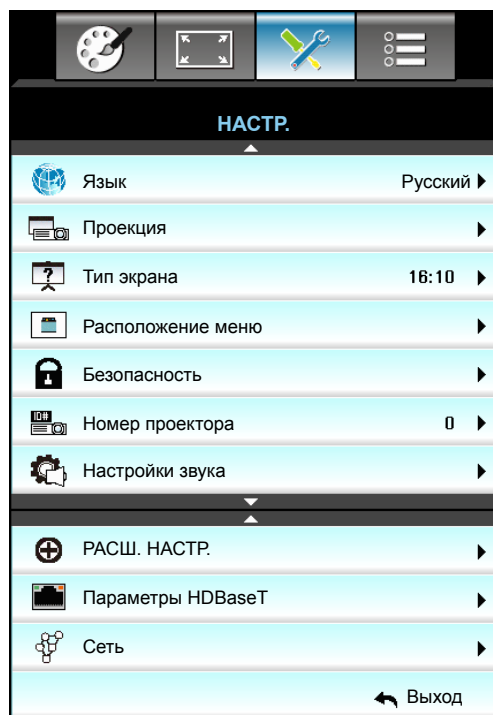 НАСТР.
Язык Русский
Проекция
?
Тип экрана 16:10
Расположение меню
Безопасность
ID#
Номер проектора 0
Настройки звука
РАСШ. НАСТР.
Параметры HDBaseT
Сеть
Выход